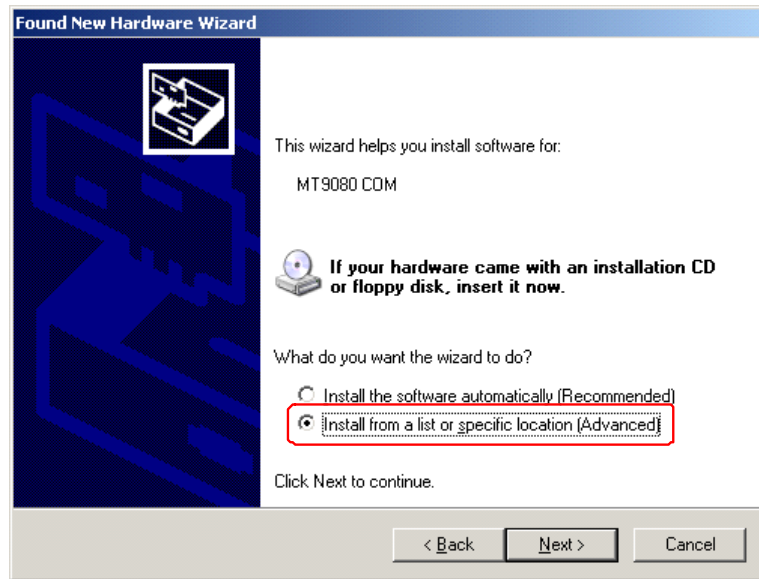 Found New Hardware Wizard
This wizard helps you install software for:
MT9080 COM
If your hardware came with an installation CD
or floppy disk, insert it now.
What do you want the wizard to do?
Install the software automatically (Recommended)
Install from a list or specific location (Advanced)
Click Next to continue.
< Back
Next >
Cancel